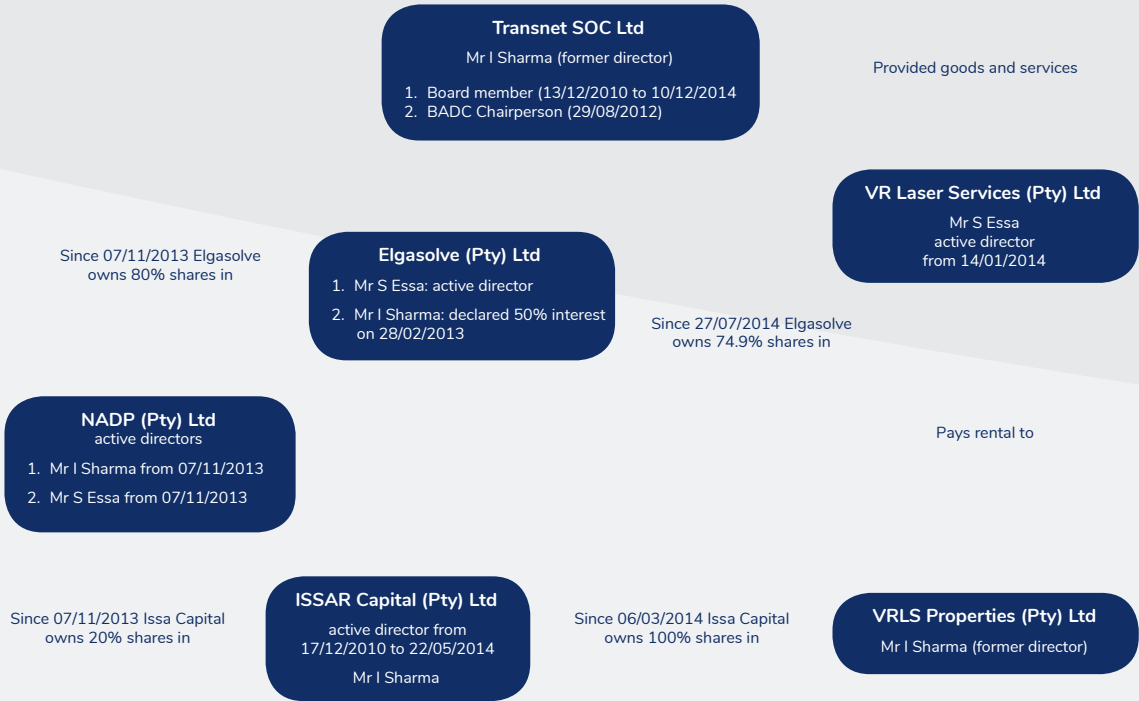 Transnet SOC Ltd
Mr I Sharma (former director)
1. Board member (13/12/2010 to 10/12/2014
2. BADC Chairperson (29/08/2012)
Provided goods and services
VR Laser Services (Pty) Ltd
Mr S Essa
active director
from 14/01/2014
Since 07/11/2013 Elgasolve
owns 80% shares in
Elgasolve (Pty) Ltd
1. Mr S Essa: active director
2. Mr I Sharma: declared 50% interest
on 28/02/2013
Since 27/07/2014 Elgasolve
owns 74.9% shares in
NADP (Pty) Ltd
active directors
1. Mr I Sharma from 07/11/2013
2. Mr S Essa from 07/11/2013
Pays rental to
Since 07/11/2013 Issa Capital
owns 20% shares in
ISSAR Capital (Pty) Ltd
active director from
17/12/2010 to 22/05/2014
Mr I Sharma
Since 06/03/2014 Issa Capital
owns 100% shares in
VRLS Properties (Pty) Ltd
Mr I Sharma (former director)